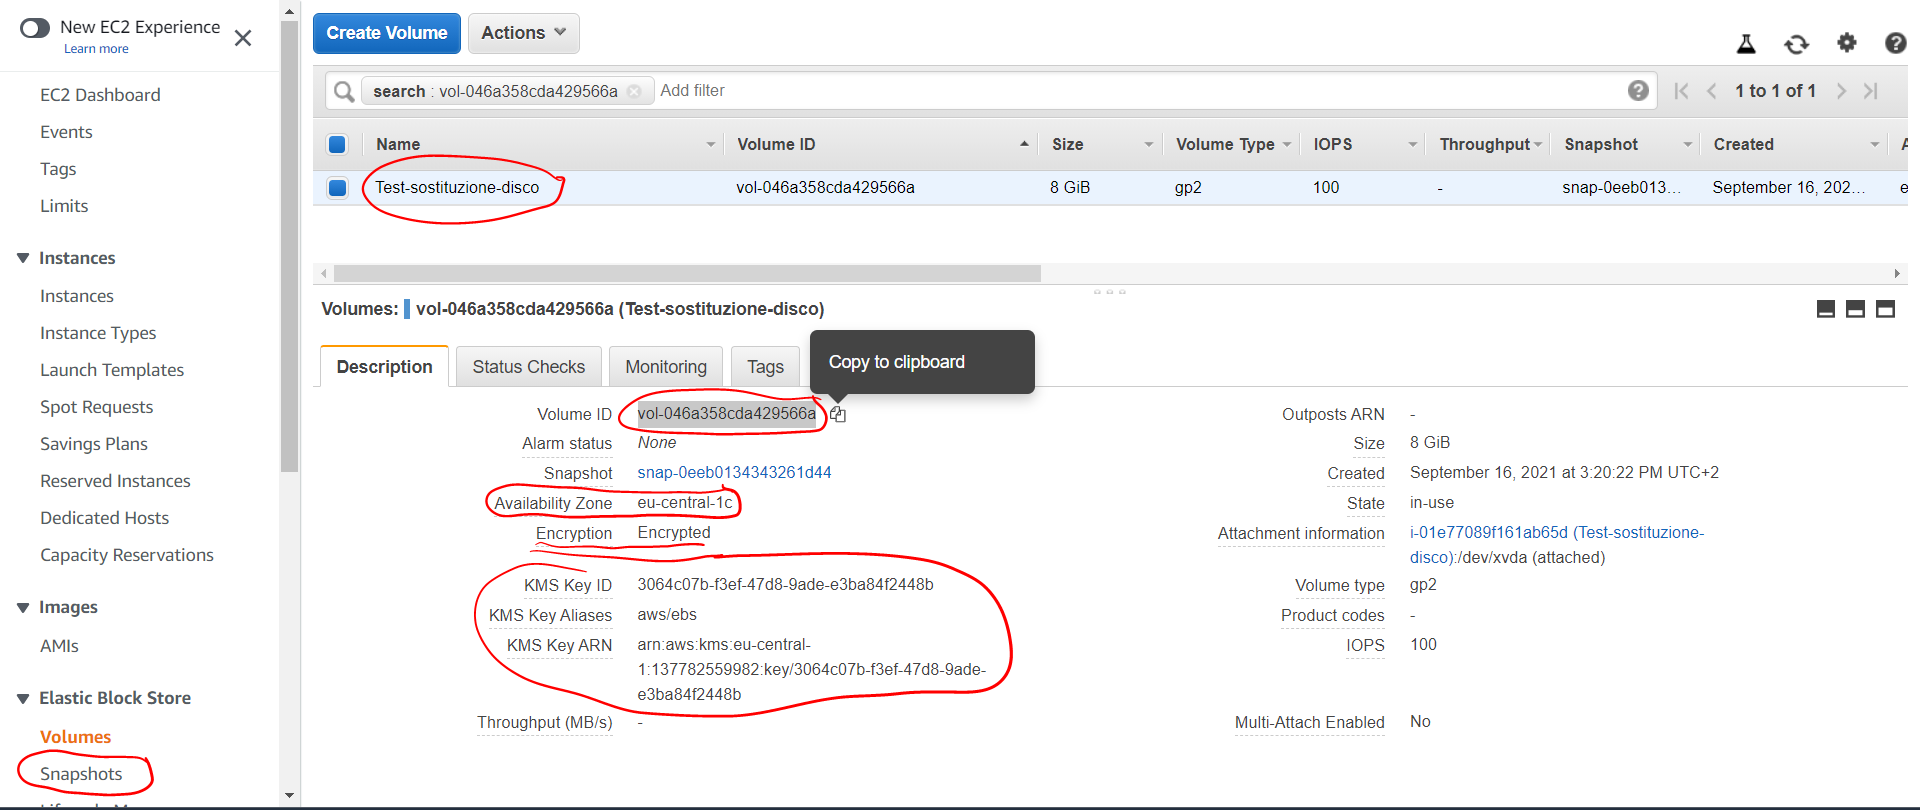 New EC2 Experience
Learn more
EC2 Dashboard
Events
Tags
Limits
Instances
Instances
Instance Types
Launch Templates
Spot Requests
Savings Plans
Reserved Instances
Dedicated Hosts
Capacity Reservations
Images
AMIs
Elastic Block Store
Volumes
Snapshots
Create Volume Actions
search : vol-046a358cda429566a Add filter 1 to 1 of 1
Name Volume ID Size Volume Type IOPS Throughput Snapshot Created
Test-sostituzione-disco vol-046a358cda429566a 8 GiB gp2 100 - snap-0eeb013... September 16, 202...
Volumes: vol-046a358cda429566a (Test-sostituzione-disco)
Description Status Checks Monitoring Tags Copy to clipboard
Volume ID vol-046a358cda429566a
Alarm status None
Snapshot snap-0eeb0134343261d44
Availability Zone eu-central-1c
Encryption Encrypted
KMS Key ID 3064c07b-f3ef-47d8-9ade-e3ba84f2448b
KMS Key Aliases aws/ebs
KMS Key ARN arn:aws:kms:eu-central-
1:137782559982:key/3064c07b-f3ef-47d8-9ade-
e3ba84f2448b
Throughput (MB/s) -
Outposts ARN -
Size 8 GiB
Created September 16, 2021 at 3:20:22 PM UTC+2
State in-use
Attachment information i-01e77089f161ab65d (Test-sostituzione-
disco):/dev/xvda (attached)
Volume type gp2
Product codes -
IOPS 100
Multi-Attach Enabled No